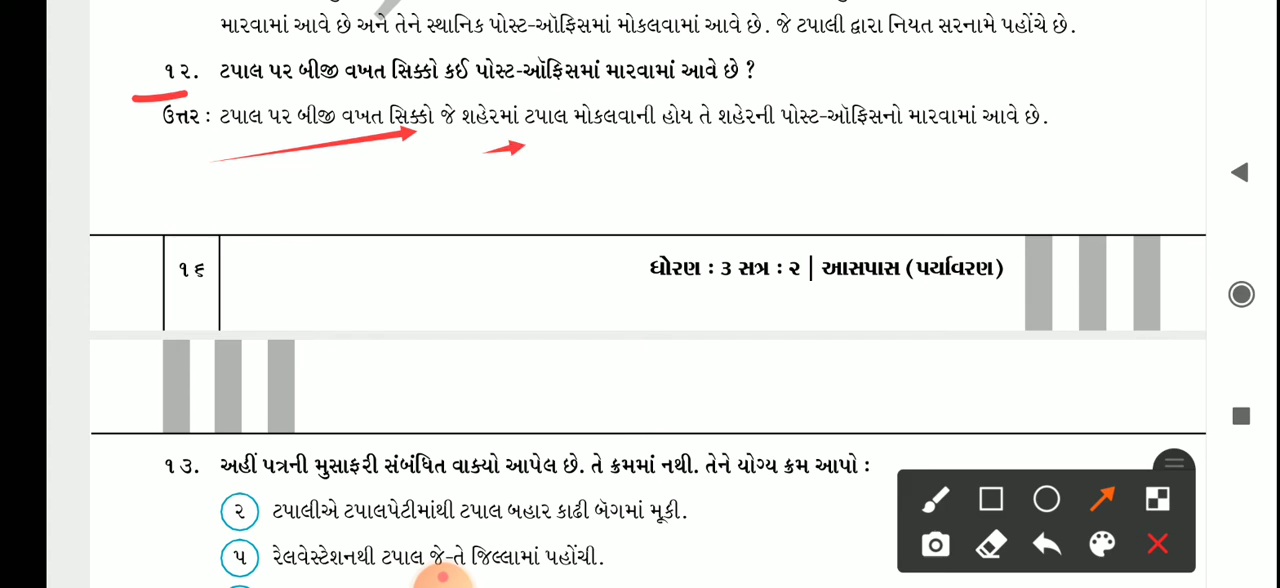 મારવામાં આવે છે અને તેને સ્થાનિક પોસ્ટ-ઑફિસમાં મોકલવામાં આવે છે. જે ટપાલી દ્વારા નિયત સરનામે પહોંચે છે.
૧૨. ટપાલ પર બીજી વખત સિક્કો કઈ પોસ્ટ-ઑફિસમાં મારવામાં આવે છે ?
ઉત્તર : ટપાલ પર બીજી વખત સિક્કો જે શહેરમાં ટપાલ મોકલવાની હોય તે શહેરની પોસ્ટ-ઑફિસનો મારવામાં આવે છે.
૧૬
ધોરણ : ૩ સત્ર : ૨ | આસપાસ (પર્યાવરણ)
૧૩. અહીં પત્રની મુસાફરી સંબંધિત વાક્યો આપેલ છે. તે ક્રમમાં નથી. તેને યોગ્ય ક્રમ આપો :
૨ ટપાલીએ ટપાલપેટીમાંથી ટપાલ બહાર કાઢી બૅગમાં મૂકી.
૫ રેલવેસ્ટેશનથી ટપાલ જે-તે જિલ્લામાં પહોંચી.